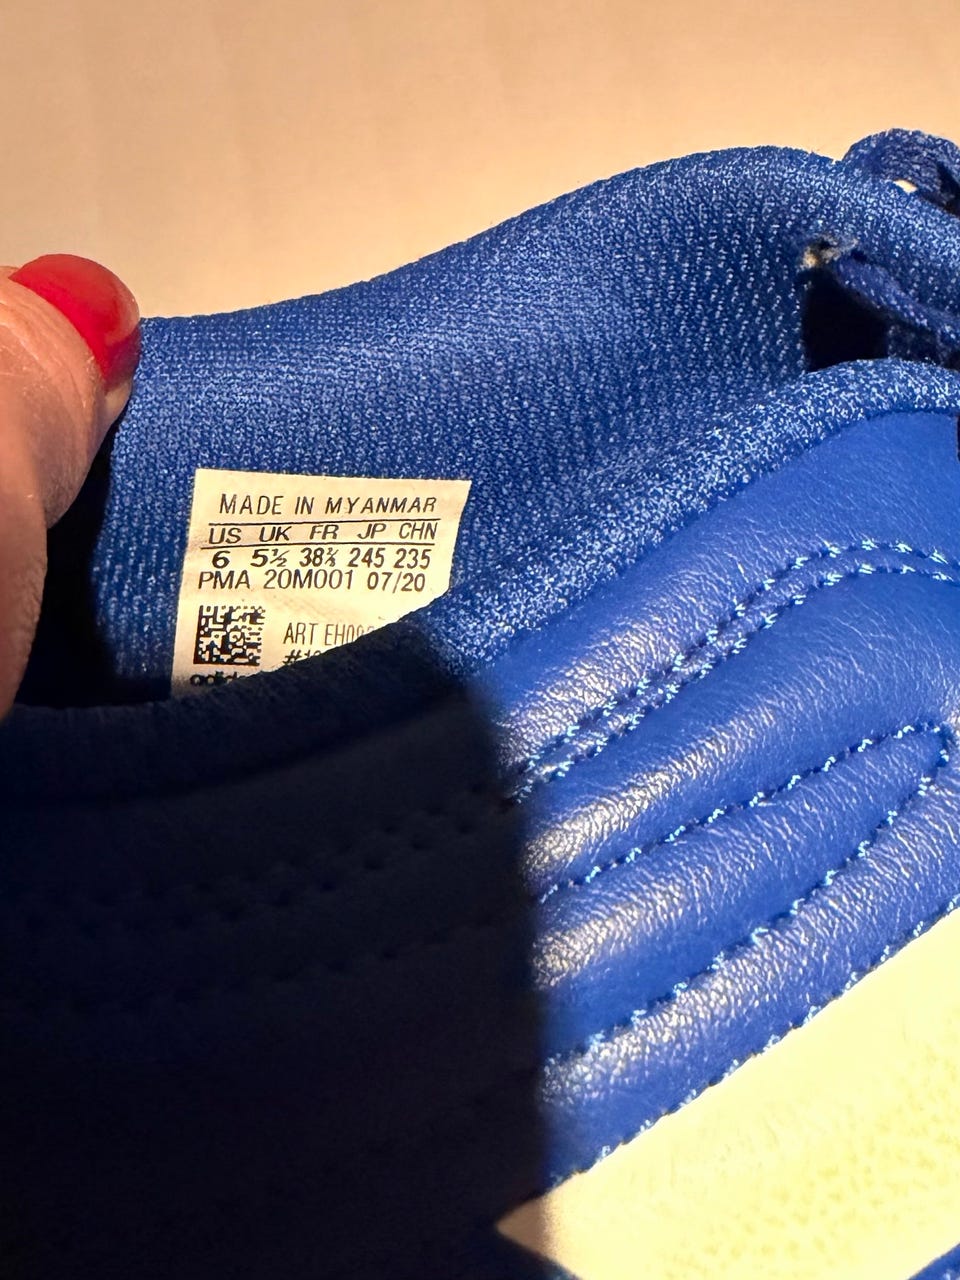 MADE IN MYANMAR
US UK FR JP CHN
6 5½ 38⅔ 245 235
PMA 20M001 07/20
ART